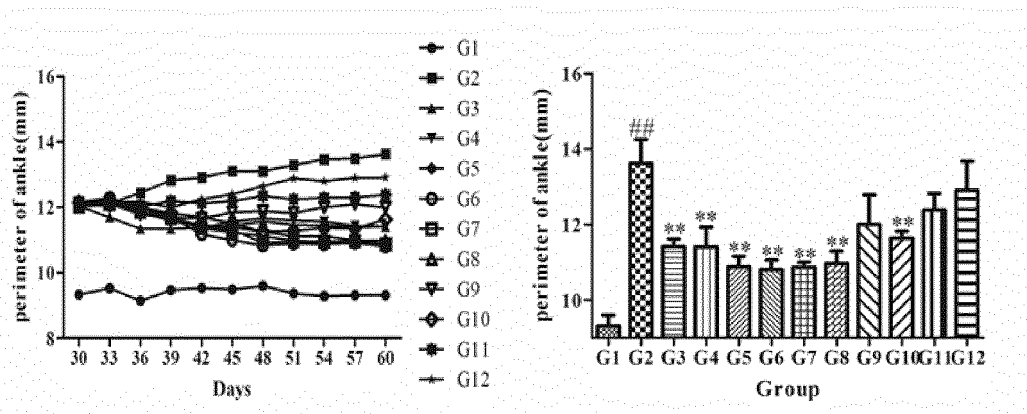 perimeter of ankle(mm)
16
14
12
10
8
30 33 36 39 42 45 48 51 54 57 60
Days
G1
G2
G3
G4
G5
G6
G7
G8
G9
G10
G11
G12
perimeter of ankle(mm)
16
14
12
10
##
** ** ** ** ** ** **
G1 G2 G3 G4 G5 G6 G7 G8 G9 G10 G11 G12
Group